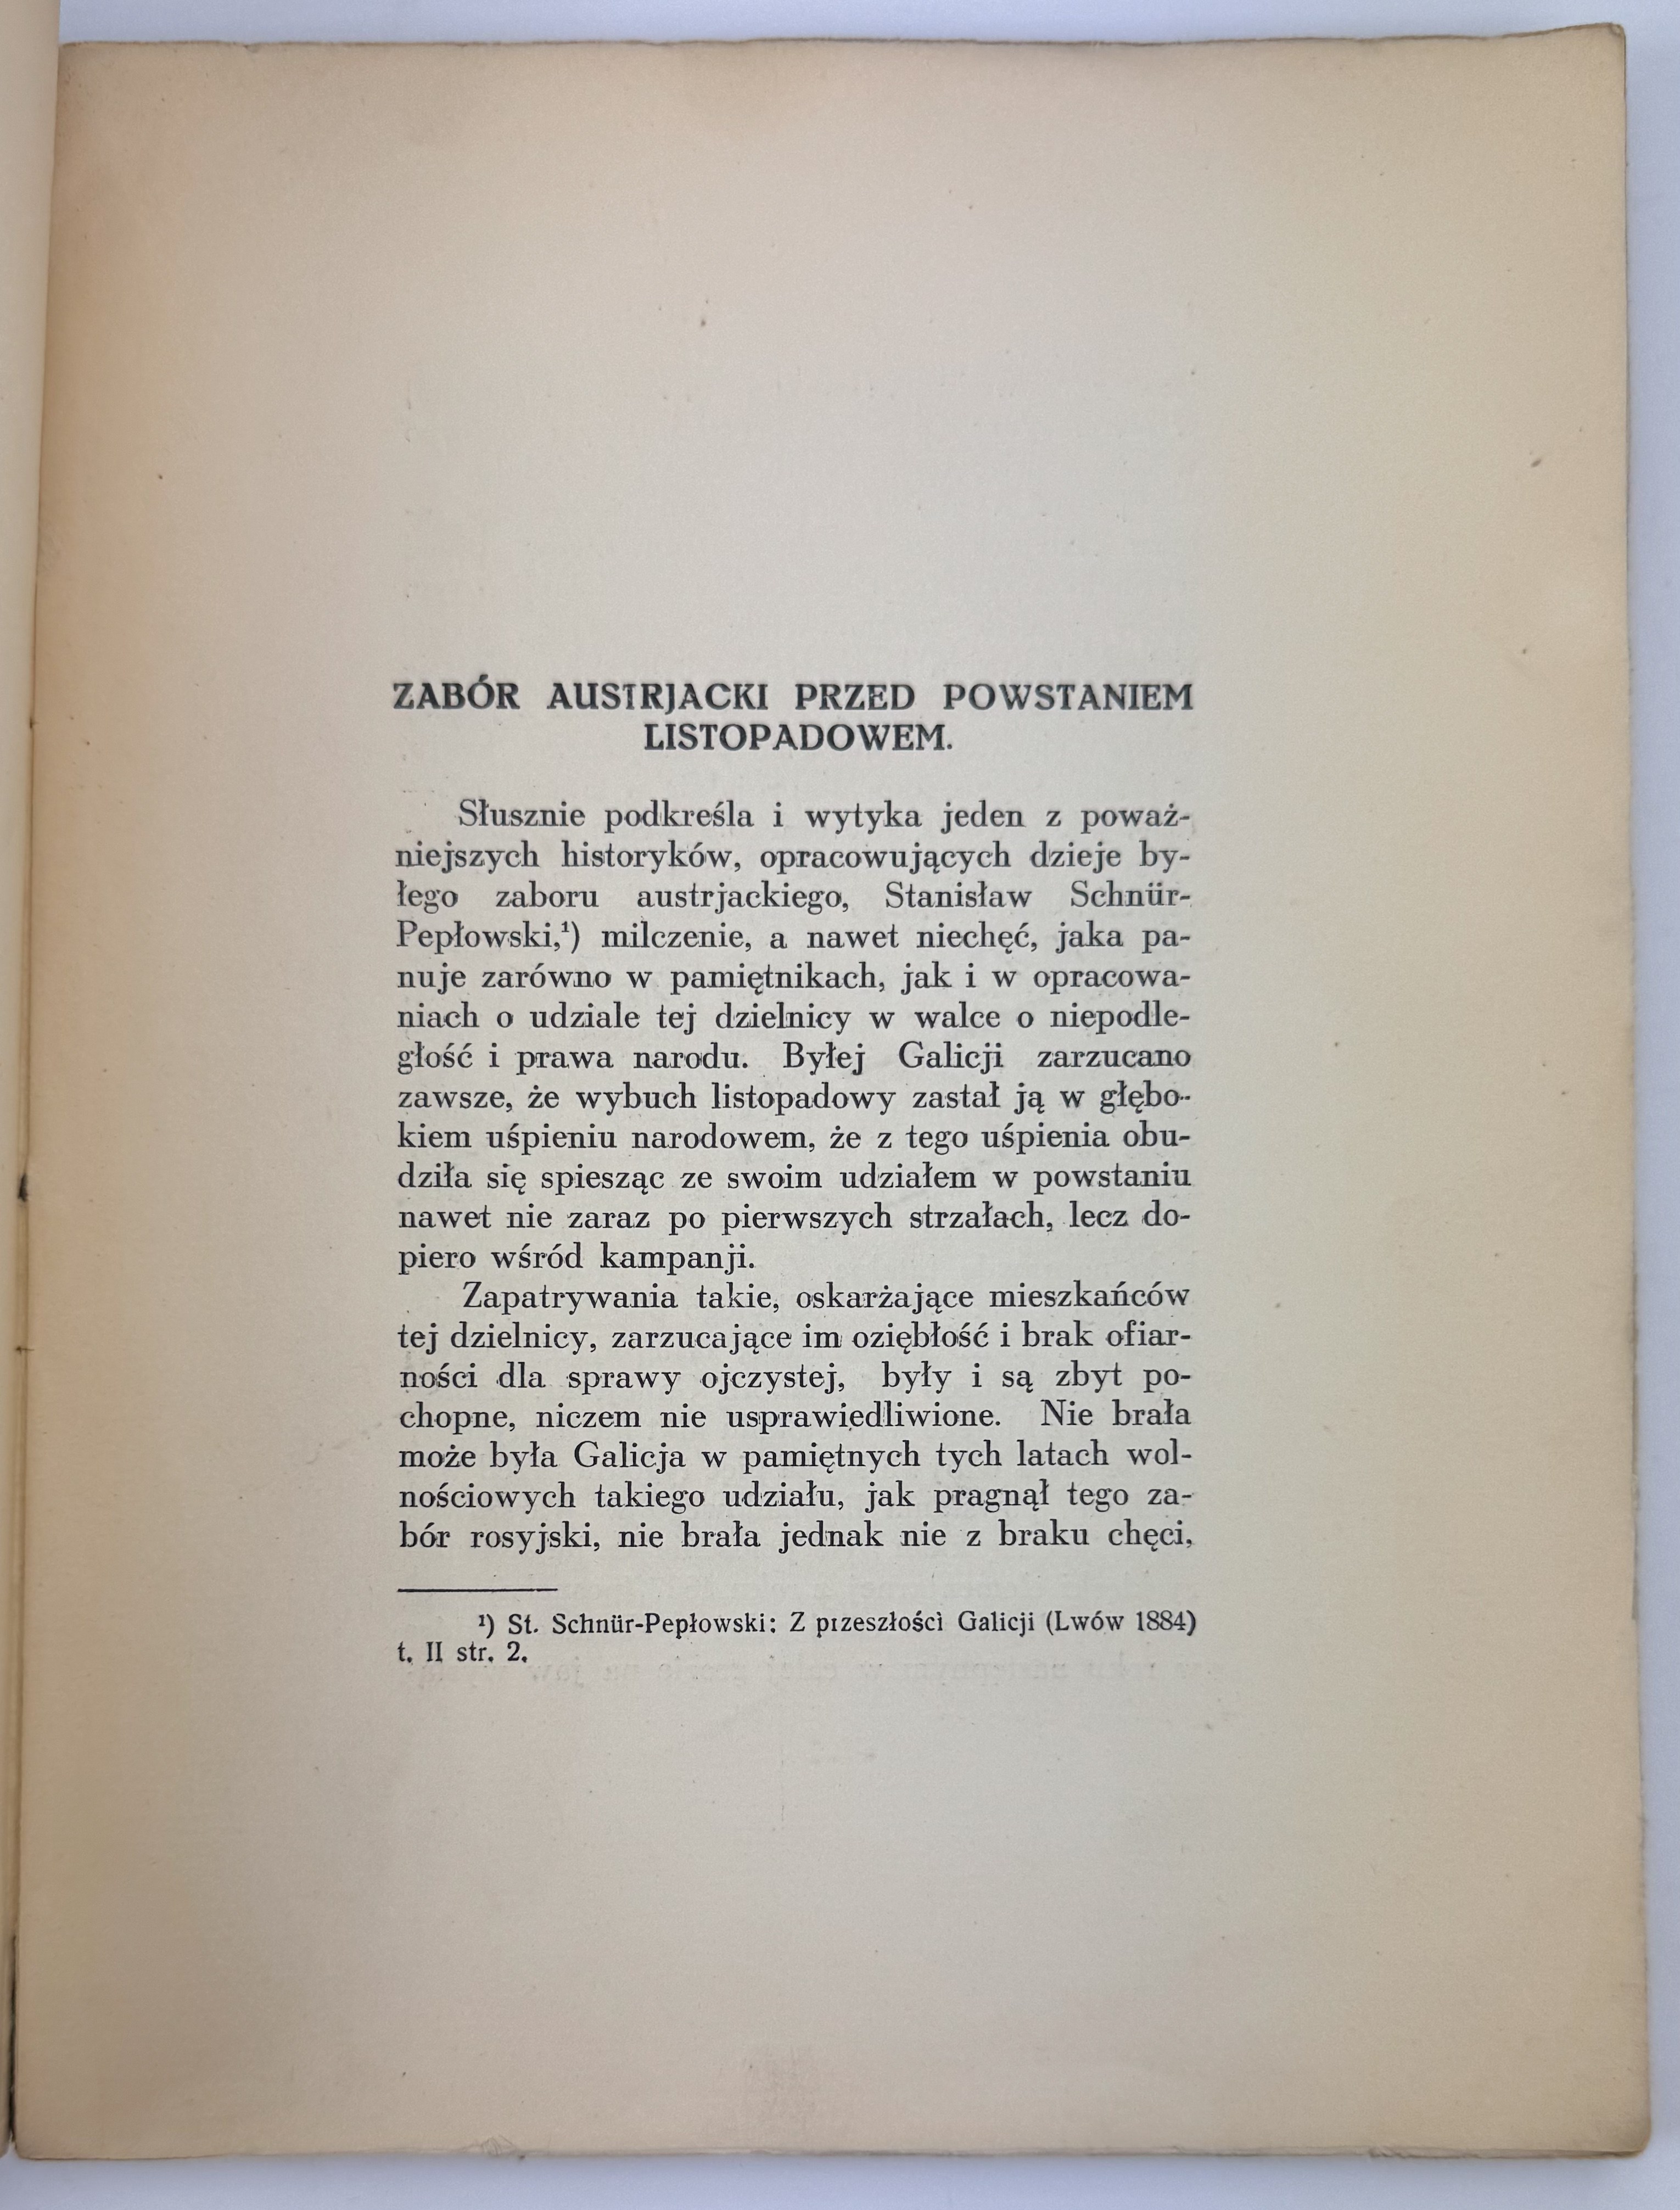 ZABÓR AUSTRJACKI PRZED POWSTANIEM
LISTOPADOWEM.
Słusznie podkreśla i wytyka jeden z poważ-
niejszych historyków, opracowujących dzieje by-
łego zaboru austrjackiego, Stanisław Schnür-
Pepłowski,¹) milczenie, a nawet niechęć, jaka pa-
nuje zarówno w pamiętnikach, jak i w opracowa-
niach o udziale tej dzielnicy w walce o niepodle-
głość i prawa narodu. Byłej Galicji zarzucano
zawsze, że wybuch listopadowy zastał ją w głębo-
kiem uśpieniu narodowem, że z tego uśpienia obu-
dziła się spiesząc ze swoim udziałem w powstaniu
nawet nie zaraz po pierwszych strzałach, lecz do-
piero wśród kampanji.
Zapatrywania takie, oskarżające mieszkańców
tej dzielnicy, zarzucające im oziębłość i brak ofiar-
ności dla sprawy ojczystej, były i są zbyt po-
chopne, niczem nie usprawiedliwione. Nie brała
może była Galicja w pamiętnych tych latach wol-
nościowych takiego udziału, jak pragnął tego za-
bór rosyjski, nie brała jednak nie z braku chęci,
¹) St. Schnür-Pepłowski: Z przeszłości Galicji (Lwów 1884)
t. II str. 2.